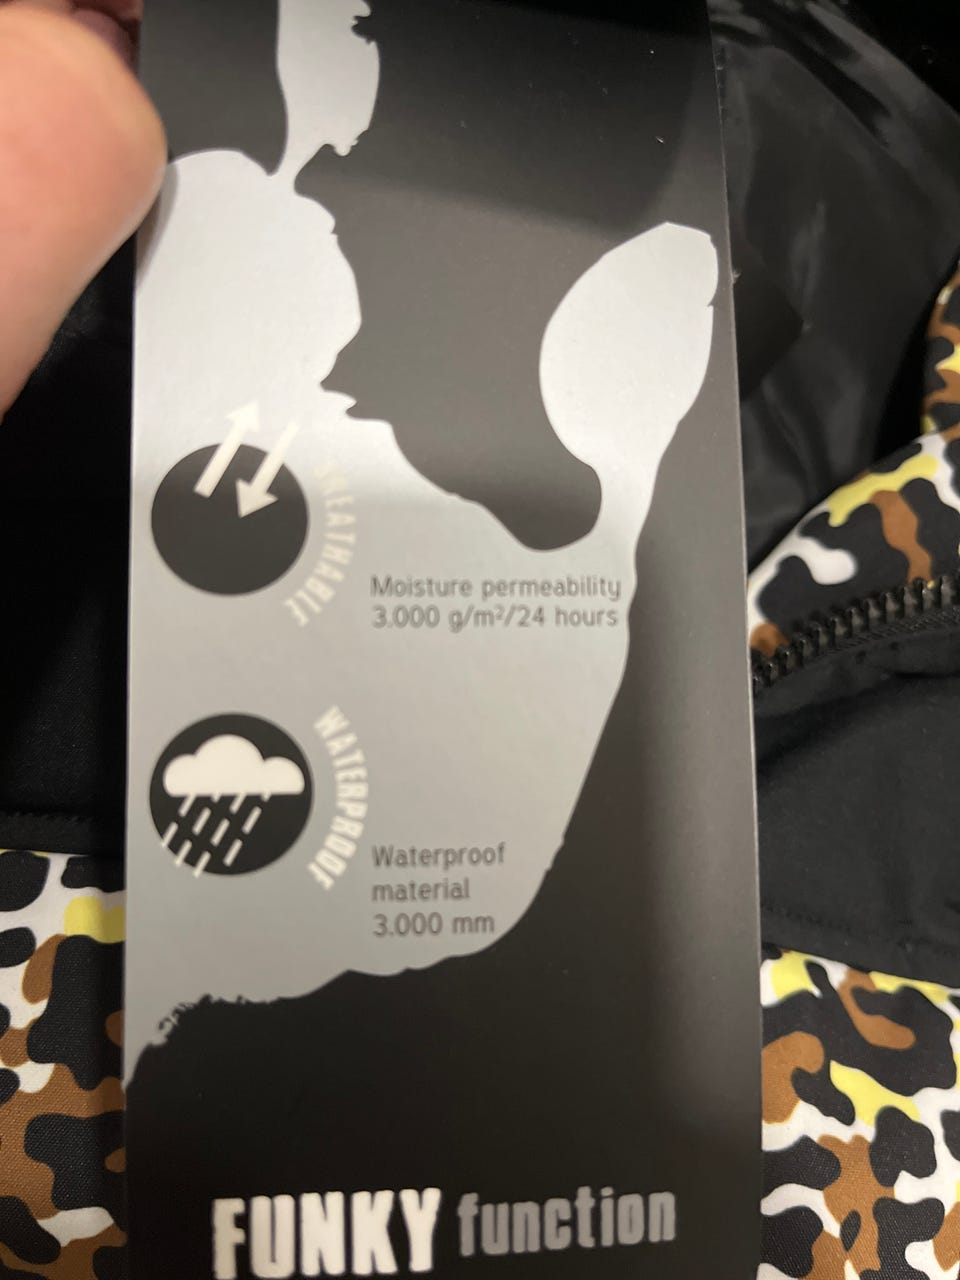 BREATHABLE
Moisture permeability
3.000 g/m²/24 hours
WATERPROOF
Waterproof
material
3.000 mm
FUNKY function